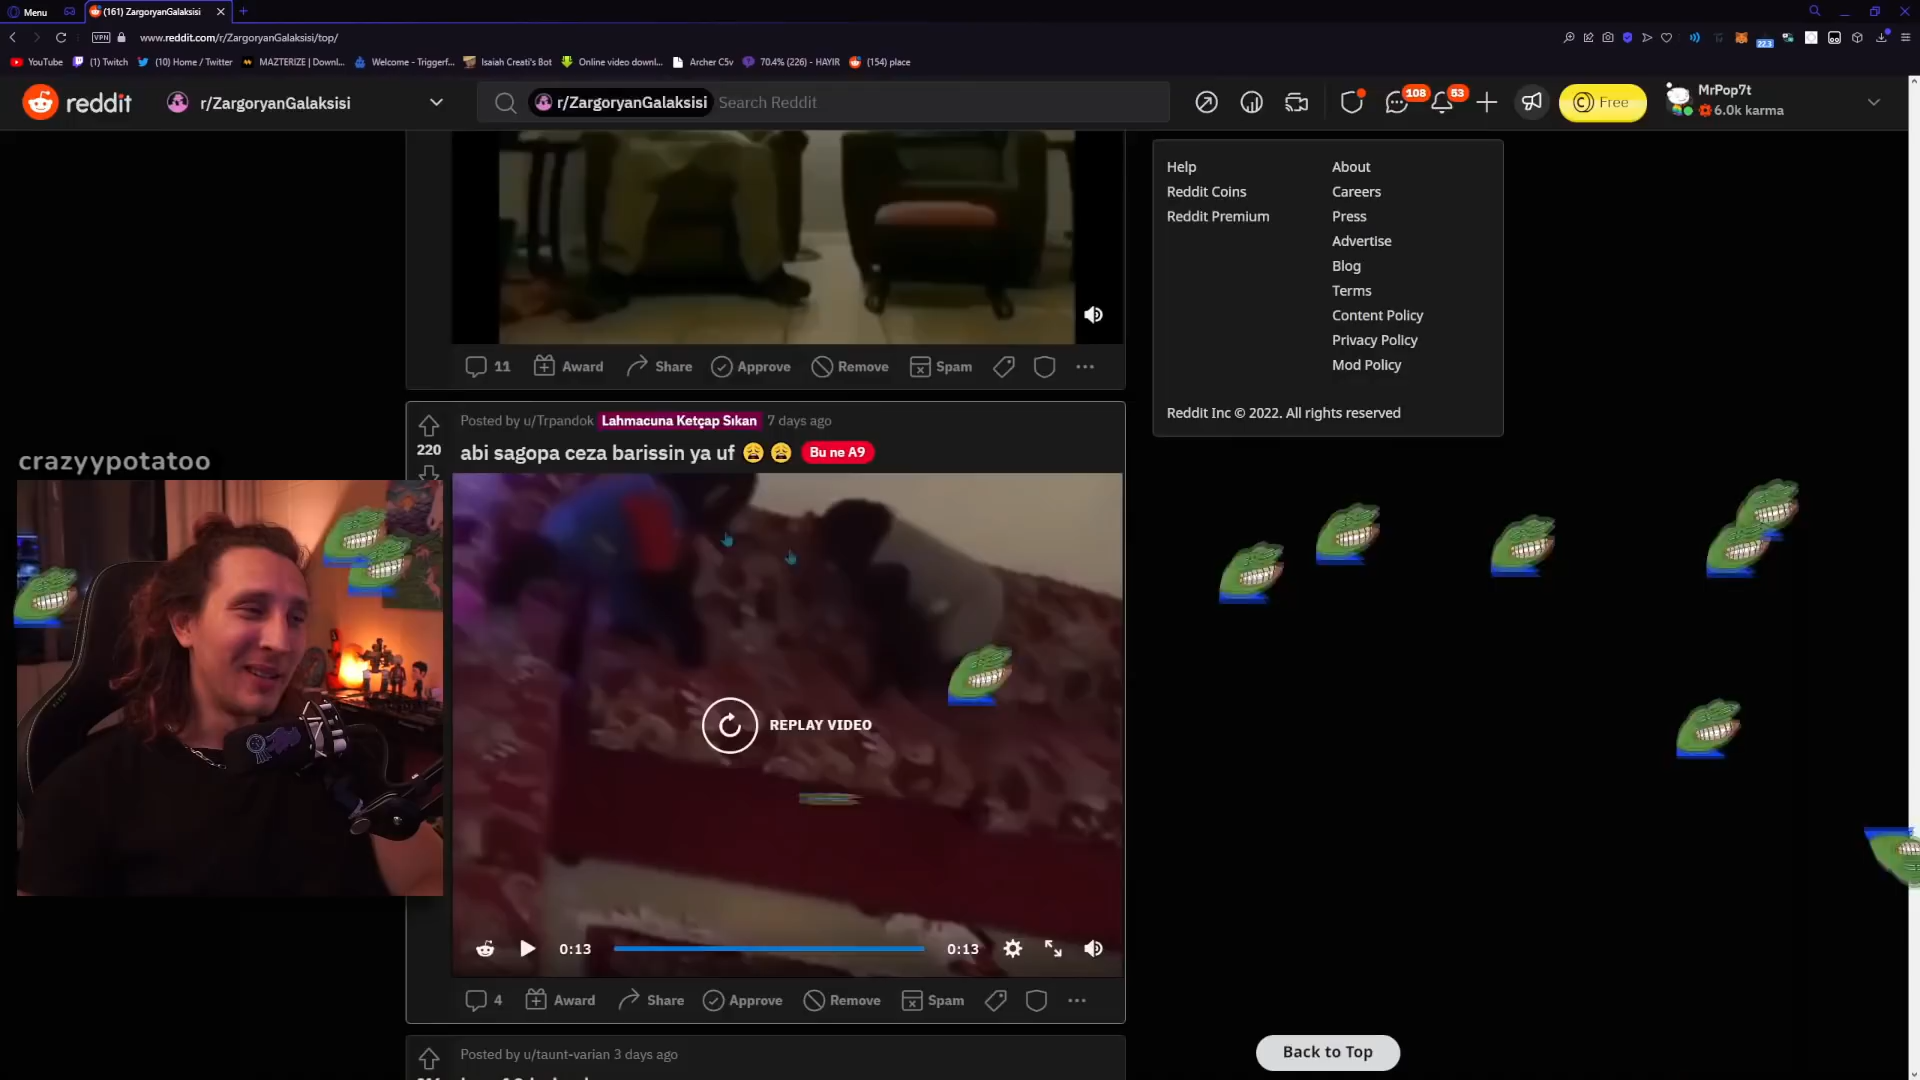 Menu
(161) ZargoryanGalaksisi
VPN
www.reddit.com/r/ZargoryanGalaksisi/top/
22.3
YouTube
(1) Twitch
(10) Home / Twitter
MAZTERIZE | Downl...
Welcome - Triggerf...
Isaiah Creati's Bot
Online video downl...
Archer C5v
70.4% (226) - HAYIR
(154) place
reddit
r/ZargoryanGalaksisi
r/ZargoryanGalaksisi
Search Reddit
108
53
Free
MrPop7t
6.0k karma
Help
About
Reddit Coins
Careers
Reddit Premium
Press
Advertise
Blog
Terms
Content Policy
Privacy Policy
Mod Policy
Reddit Inc © 2022. All rights reserved
11
Award
Share
Approve
Remove
Spam
Posted by u/Trpandok Lahmacuna Ketçap Sıkan 7 days ago
220
abi sagopa ceza barissin ya uf 😩 😩 Bu ne A9
crazyypotatoo
REPLAY VIDEO
0:13
0:13
4
Award
Share
Approve
Remove
Spam
Posted by u/taunt-varian 3 days ago
Back to Top